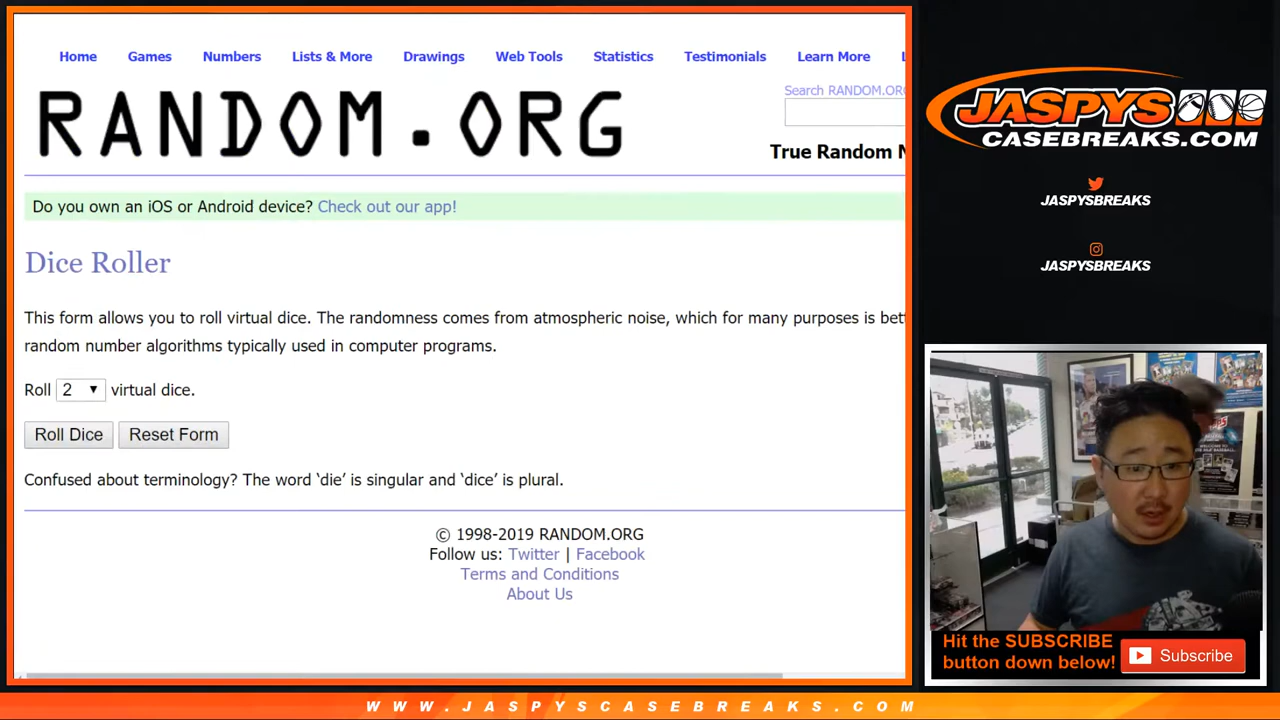 Home Games Numbers Lists & More Drawings Web Tools Statistics Testimonials Learn More
RANDOM.ORG
Search RANDOM.ORG
True Random N
Do you own an iOS or Android device? Check out our app!
Dice Roller
This form allows you to roll virtual dice. The randomness comes from atmospheric noise, which for many purposes is bett
random number algorithms typically used in computer programs.
Roll 2 virtual dice.
Roll Dice Reset Form
Confused about terminology? The word ‘die’ is singular and ‘dice’ is plural.
© 1998-2019 RANDOM.ORG
Follow us: Twitter | Facebook
Terms and Conditions
About Us
JASPYS
CASEBREAKS.COM
JASPYSBREAKS
JASPYSBREAKS
Hit the SUBSCRIBE
button down below!
Subscribe
WWW.JASPYSCASEBREAKS.COM